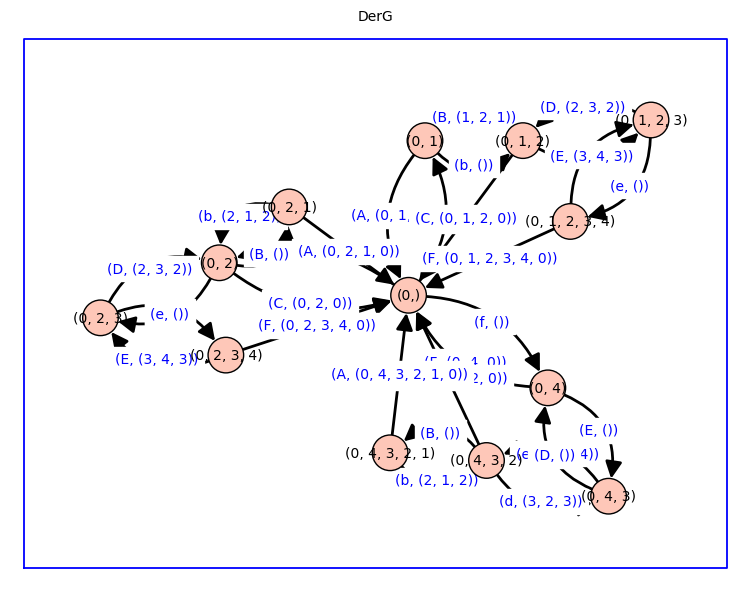 DerG
(D, (2, 3, 2))
(B, (1, 2, 1))
(0, 1, 2, 3)
(0, 1)
(0, 1, 2)
(E, (3, 4, 3))
(b, ())
(e, ())
(0, 2, 1)
(b, (2, 1, 2)
(A, (0, 1,
(C, (0, 1, 2, 0))
(0, 1, 2, 3, 4)
(B, ())
(A, (0, 2, 1, 0))
(F, (0, 1, 2, 3, 4, 0))
(0, 2)
(D, (2, 3, 2))
(0,)
(C, (0, 2, 0))
(e, ())
(0, 2, 3)
(F, (0, 2, 3, 4, 0))
(f, ())
(E, (3, 4, 3))
(0, 2, 3, 4)
(A, (0, 4, 3, 2, 1, 0))
2, 0))
(0, 4)
(B, ())
(E, ())
(0, 4, 3, 2, 1)
(0, 4, 3, 2)
(e
(D, ())
4))
(b, (2, 1, 2))
(d, (3, 2, 3))
(0, 4, 3)